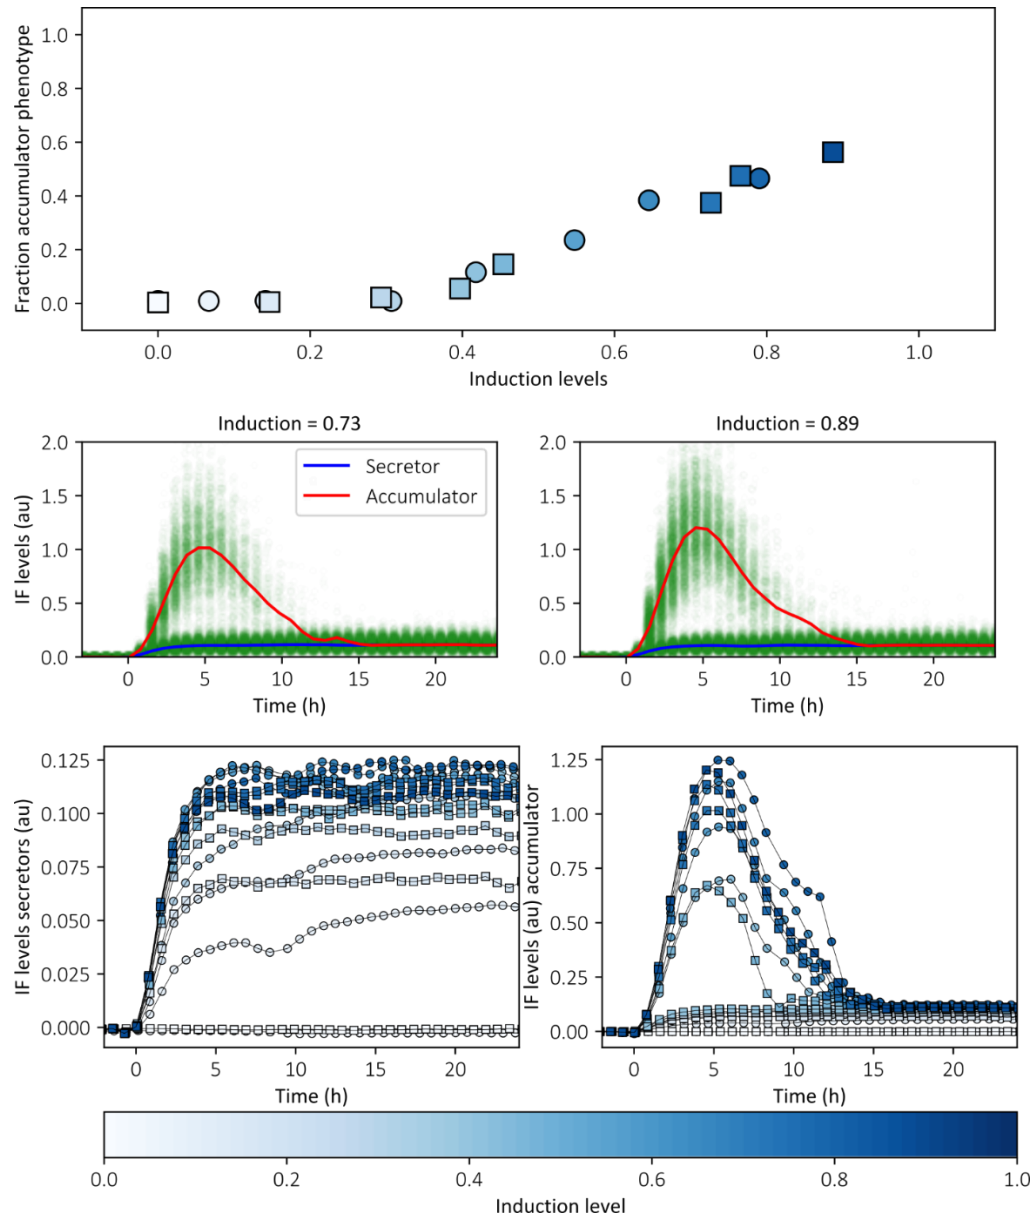 Fraction accumulator phenotype
1.0
0.8
0.6
0.4
0.2
0.0
0.0 0.2 0.4 0.6 0.8 1.0
Induction levels
Induction = 0.73
IF levels (au)
2.0
1.5
1.0
0.5
0.0
Secretor
Accumulator
0 5 10 15 20
Time (h)
Induction = 0.89
2.0
1.5
1.0
0.5
0.0
0 5 10 15 20
Time (h)
IF levels secretors (au)
0.125
0.100
0.075
0.050
0.025
0.000
0 5 10 15 20
Time (h)
IF levels (au) accumulator
1.25
1.00
0.75
0.50
0.25
0.00
0 5 10 15 20
Time (h)
0.0 0.2 0.4 0.6 0.8 1.0
Induction level